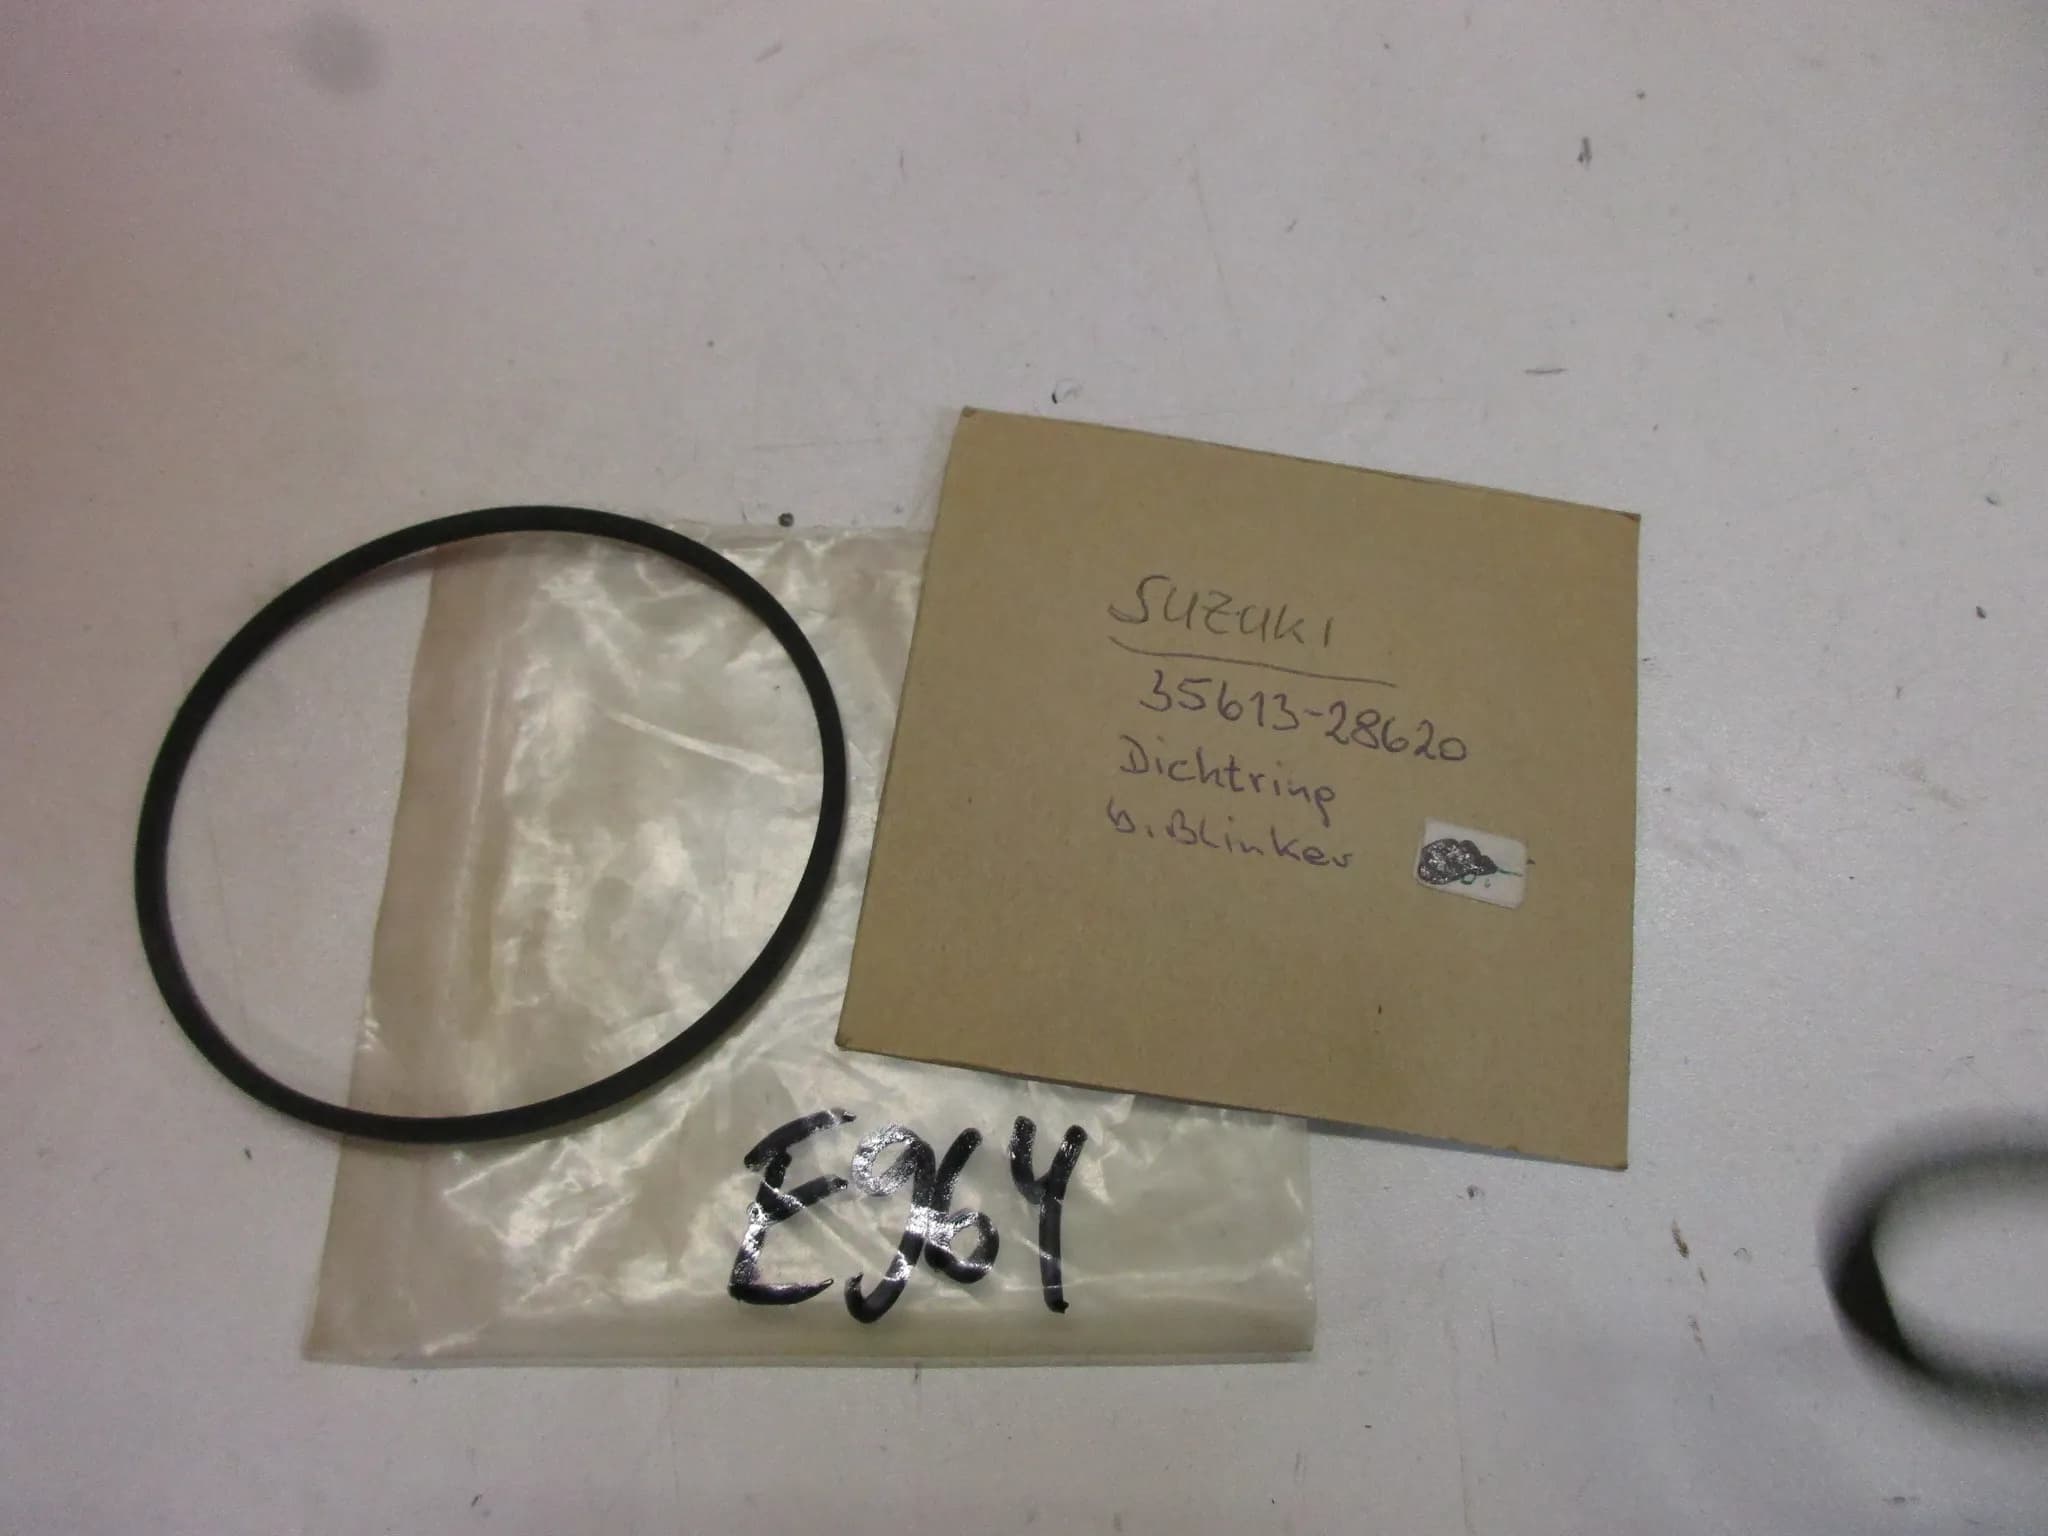 Suzuki
35613-28620
Dichtring
b. Blinker
E964